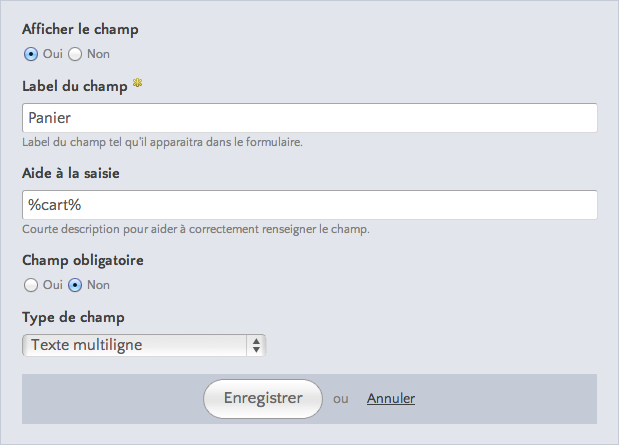 Afficher le champ
Oui Non
Label du champ
Panier
Label du champ tel qu'il apparaitra dans le formulaire.
Aide à la saisie
%cart%
Courte description pour aider à correctement renseigner le champ.
Champ obligatoire
Oui Non
Type de champ
Texte multiligne
Enregistrer ou Annuler